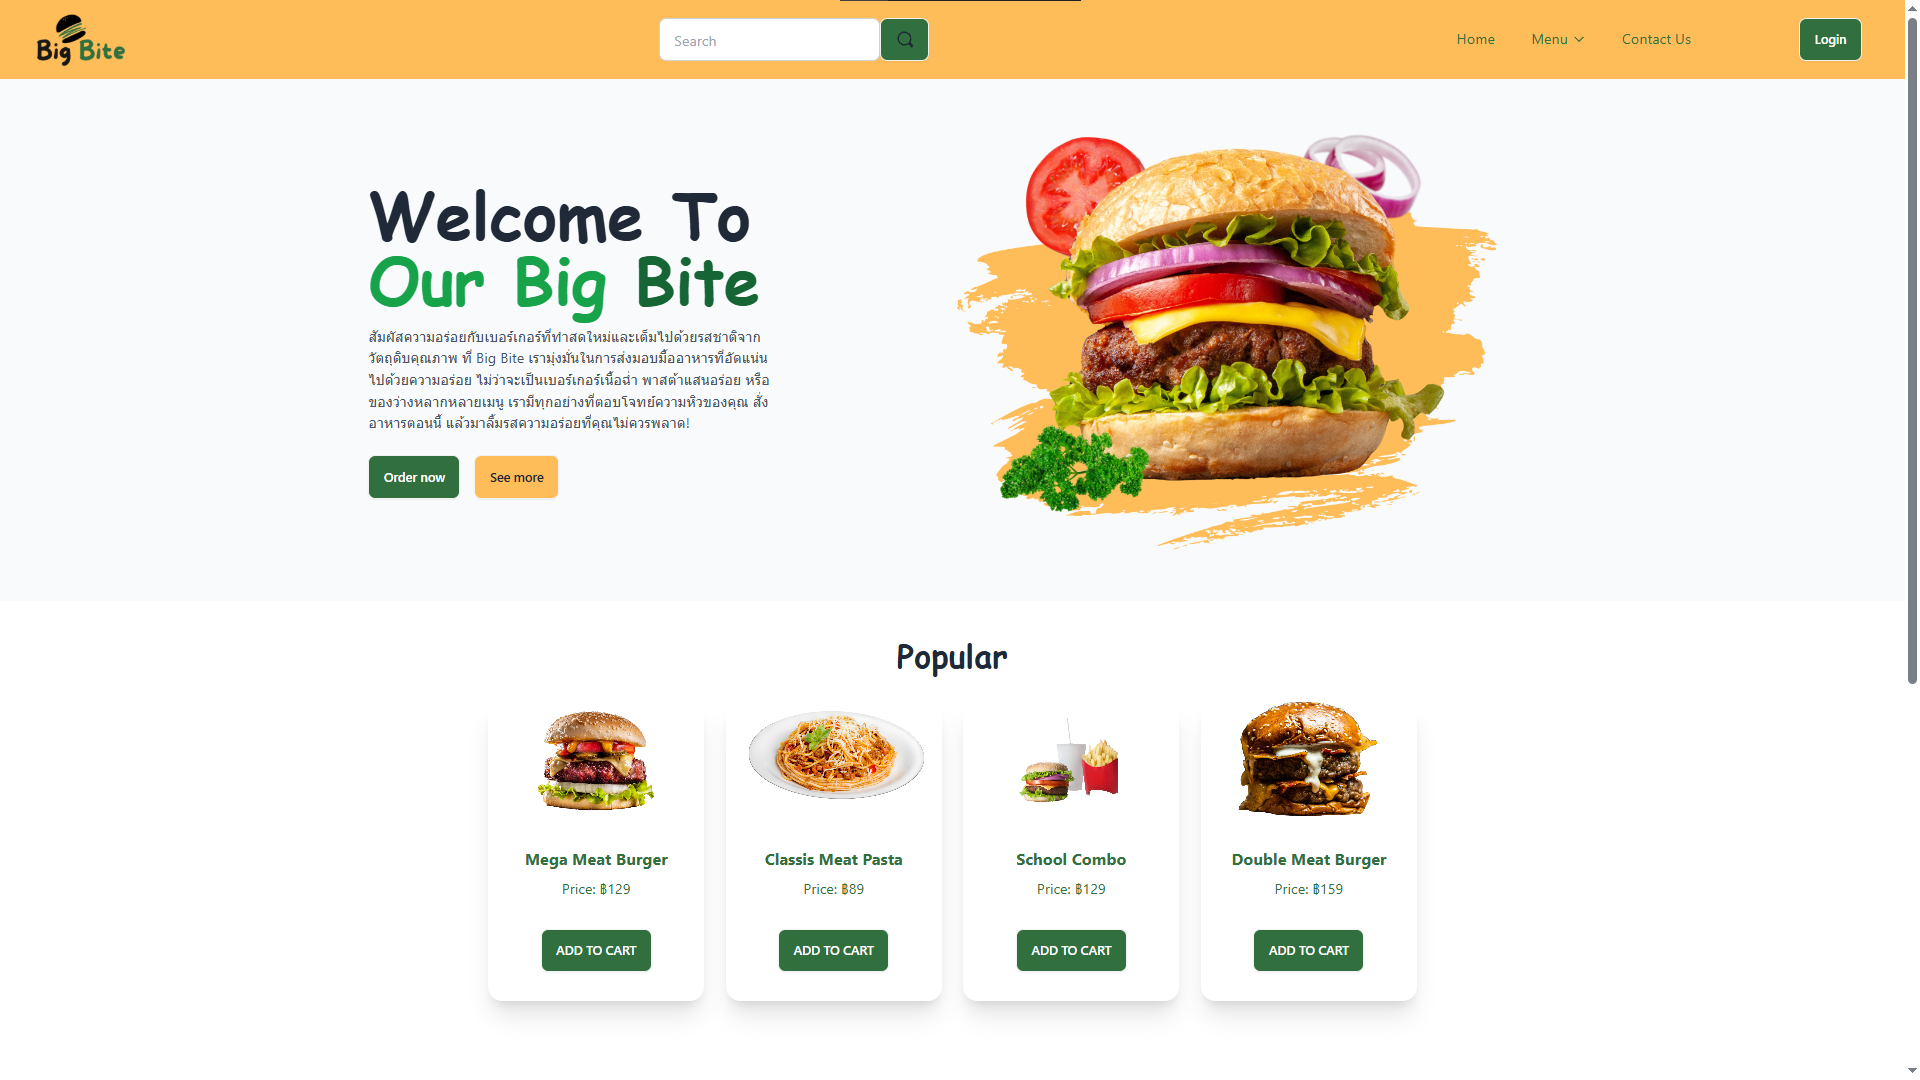 Big Bite
Search
Home
Menu
Contact Us
Login
Welcome To
Our Big Bite
สัมผัสความอร่อยกับเบอร์เกอร์ที่ทำสดใหม่และเต็มไปด้วยรสชาติจาก
วัตถุดิบคุณภาพ ที่ Big Bite เรามุ่งมั่นในการส่งมอบมื้ออาหารที่อัดแน่น
ไปด้วยความอร่อย ไม่ว่าจะเป็นเบอร์เกอร์เนื้อฉ่ำ พาสต้าแสนอร่อย หรือ
ของว่างหลากหลายเมนู เรามีทุกอย่างที่ตอบโจทย์ความหิวของคุณ สั่ง
อาหารตอนนี้ แล้วมาลิ้มรสความอร่อยที่คุณไม่ควรพลาด!
Order now
See more
Popular
Mega Meat Burger
Price: ฿129
ADD TO CART
Classis Meat Pasta
Price: ฿89
ADD TO CART
School Combo
Price: ฿129
ADD TO CART
Double Meat Burger
Price: ฿159
ADD TO CART